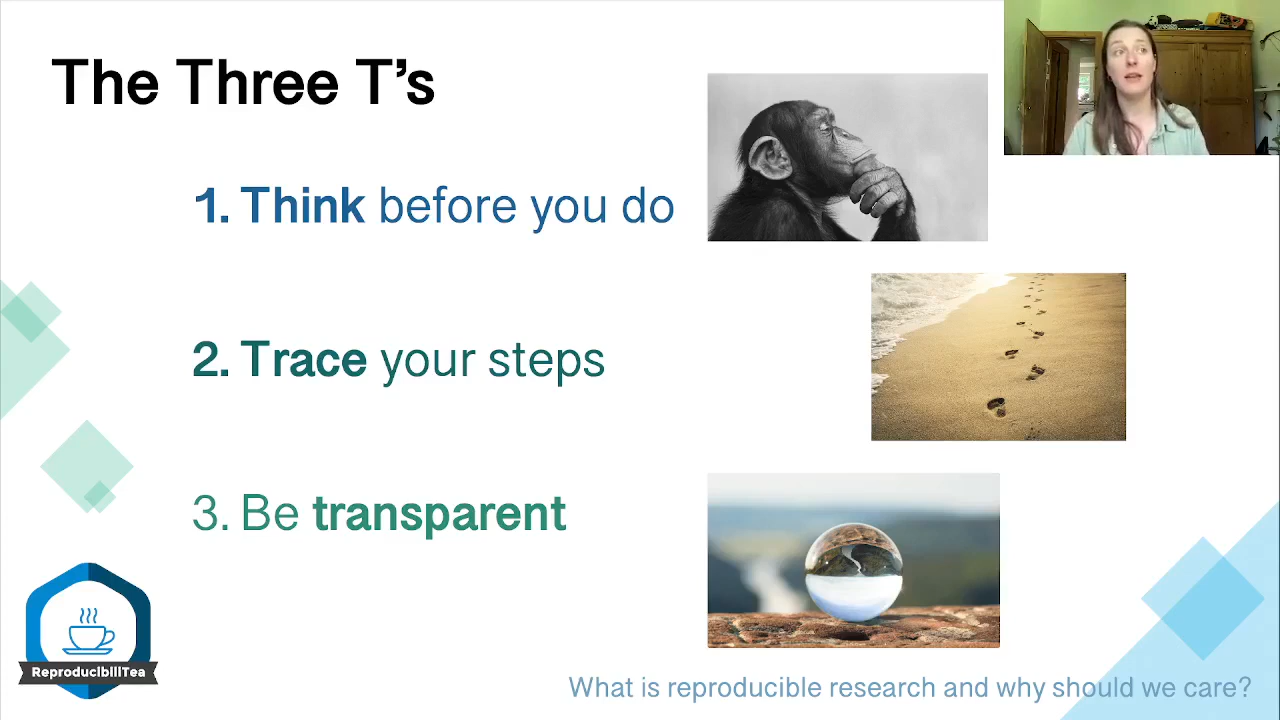 The Three T’s
1. Think before you do
2. Trace your steps
3. Be transparent
ReproducibiliTea
What is reproducible research and why should we care?